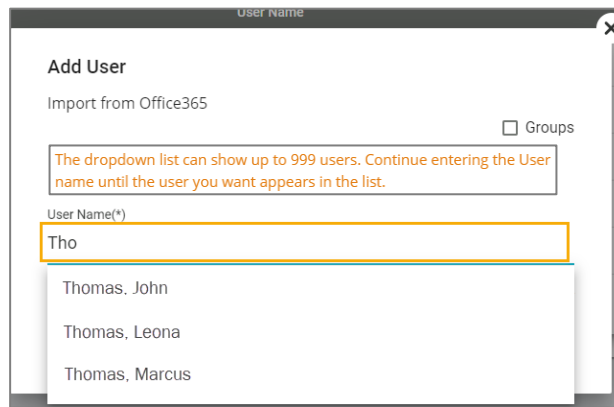 User Name
Add User
Import from Office365
Groups
The dropdown list can show up to 999 users. Continue entering the User
name until the user you want appears in the list.
User Name(*)
Tho
Thomas, John
Thomas, Leona
Thomas, Marcus